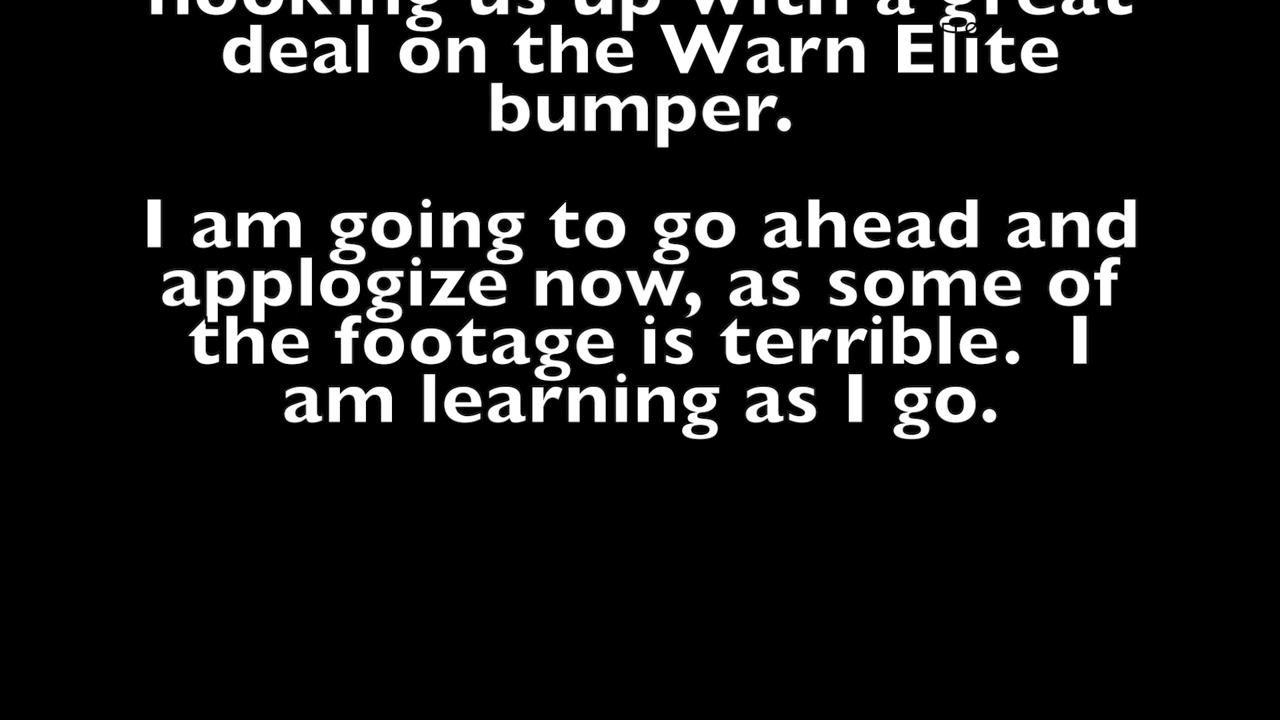 hooking us up with a great
deal on the Warn Elite
bumper.
I am going to go ahead and
applogize now, as some of
the footage is terrible.  I
am learning as I go.